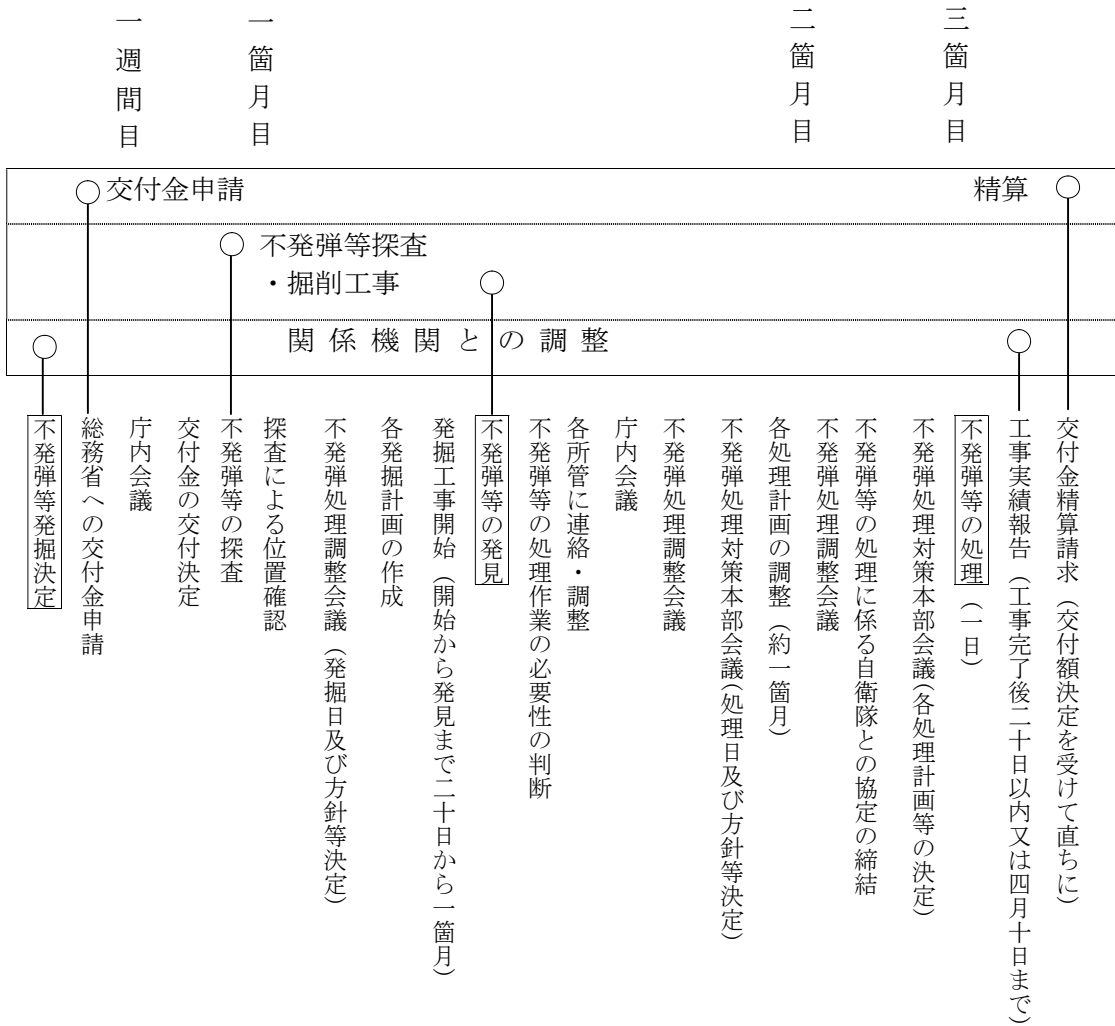 一週間目
一箇月目
二箇月目
三箇月目
交付金申請
精算
不発弾等探査
・掘削工事
関係機関との調整
不発弾等発掘決定
総務省への交付金申請
庁内会議
交付金の交付決定
不発弾等の探査
探査による位置確認
不発弾処理調整会議（発掘日及び方針等決定）
各発掘計画の作成
発掘工事開始（開始から発見まで二十日から一箇月）
不発弾等の発見
不発弾等の処理作業の必要性の判断
各所管に連絡・調整
庁内会議
不発弾処理調整会議
不発弾処理対策本部会議（処理日及び方針等決定）
各処理計画の調整（約一箇月）
不発弾処理調整会議
不発弾等の処理に係る自衛隊との協定の締結
不発弾処理対策本部会議（各処理計画等の決定）
不発弾等の処理（一日）
工事実績報告（工事完了後二十日以内又は四月十日まで）
交付金精算請求（交付額決定を受けて直ちに）